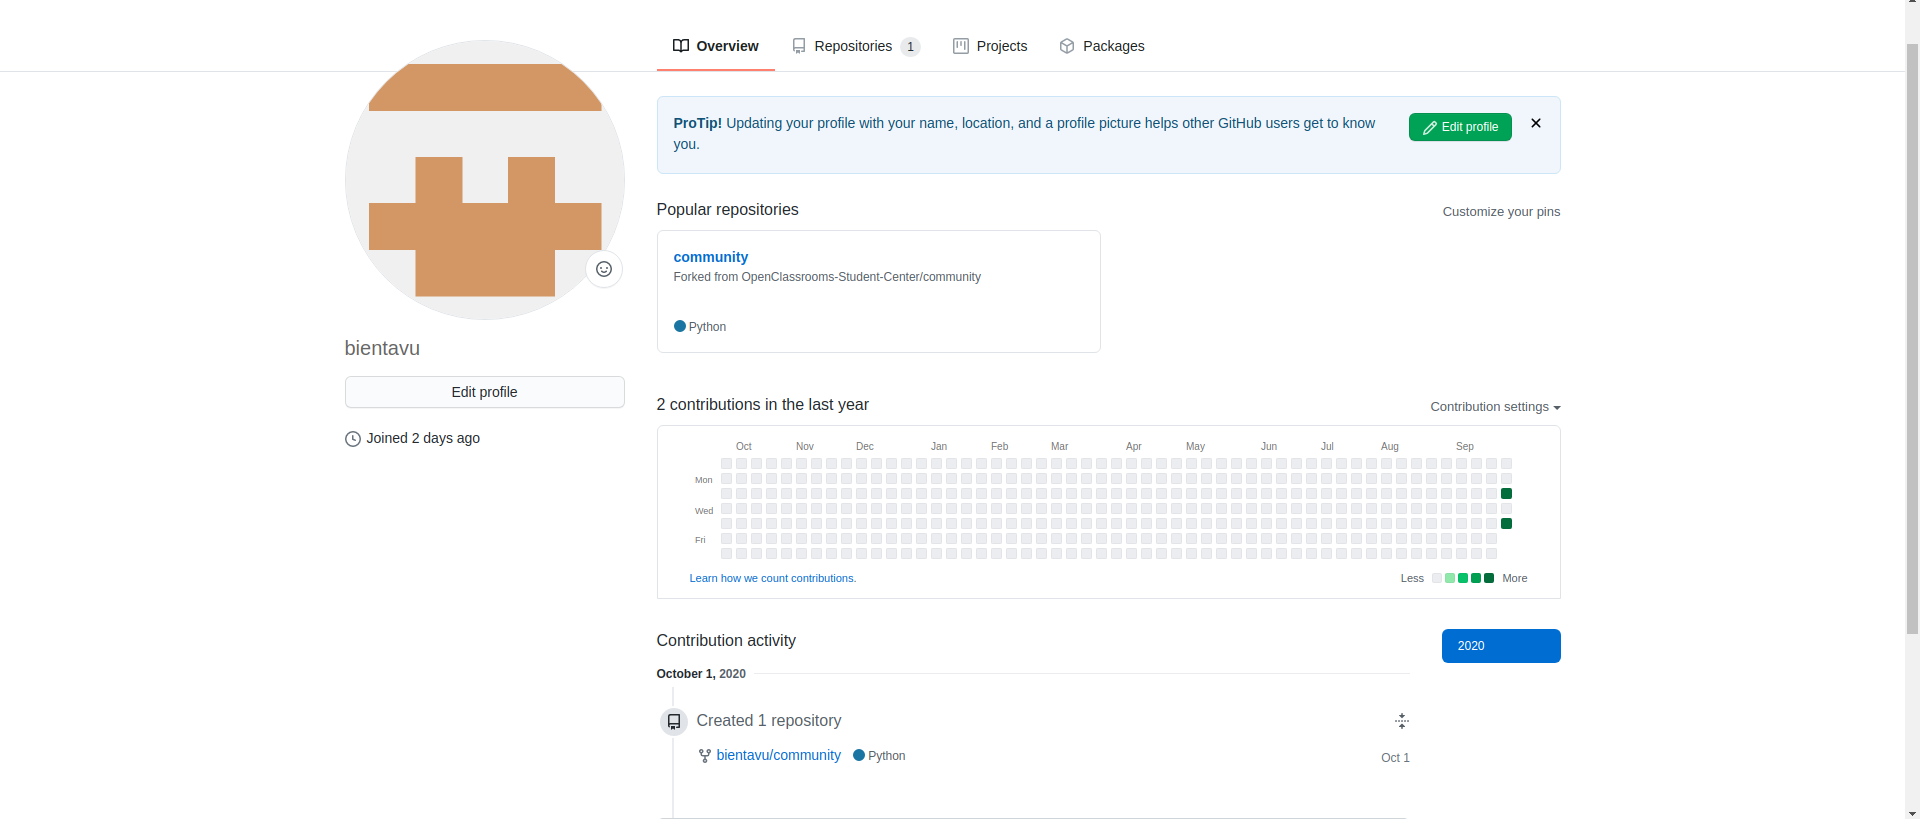 Overview
Repositories 1
Projects
Packages
ProTip! Updating your profile with your name, location, and a profile picture helps other GitHub users get to know
you.
Edit profile
bientavu
Edit profile
Joined 2 days ago
Popular repositories
Customize your pins
community
Forked from OpenClassrooms-Student-Center/community
Python
2 contributions in the last year
Contribution settings
Oct Nov Dec Jan Feb Mar Apr May Jun Jul Aug Sep
Mon
Wed
Fri
Learn how we count contributions.
Less
More
Contribution activity
2020
October 1, 2020
Created 1 repository
bientavu/community
Python
Oct 1